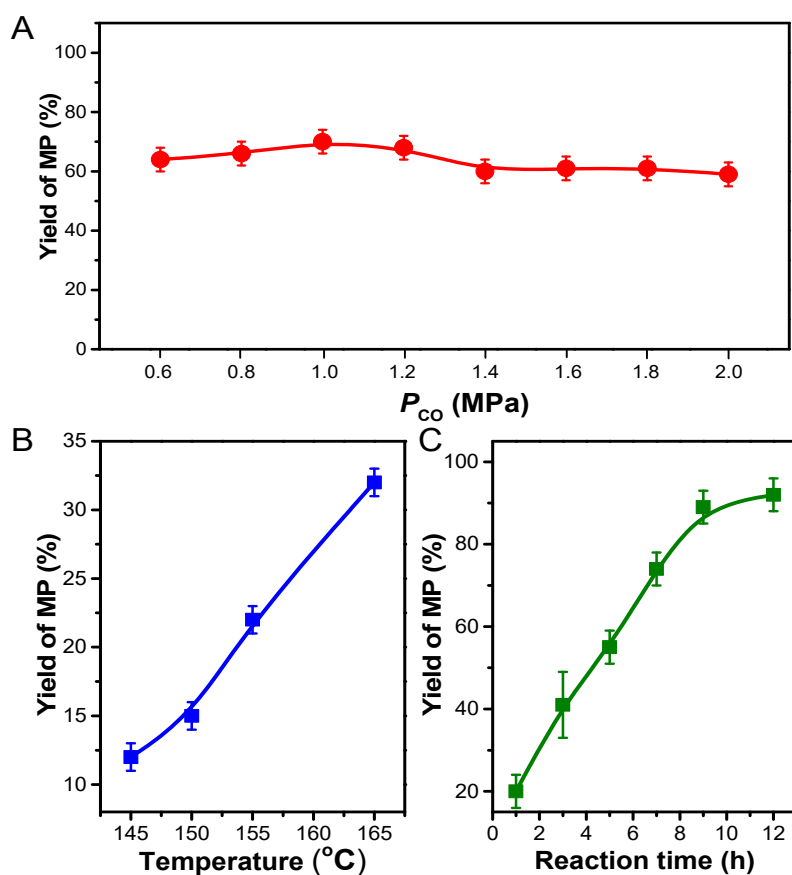 A
Yield of MP (%)
100
80
60
40
20
0
0.6 0.8 1.0 1.2 1.4 1.6 1.8 2.0
P_CO (MPa)
B
Yield of MP (%)
35
30
25
20
15
10
145 150 155 160 165
Temperature (°C)
C
Yield of MP (%)
100
80
60
40
20
0 2 4 6 8 10 12
Reaction time (h)